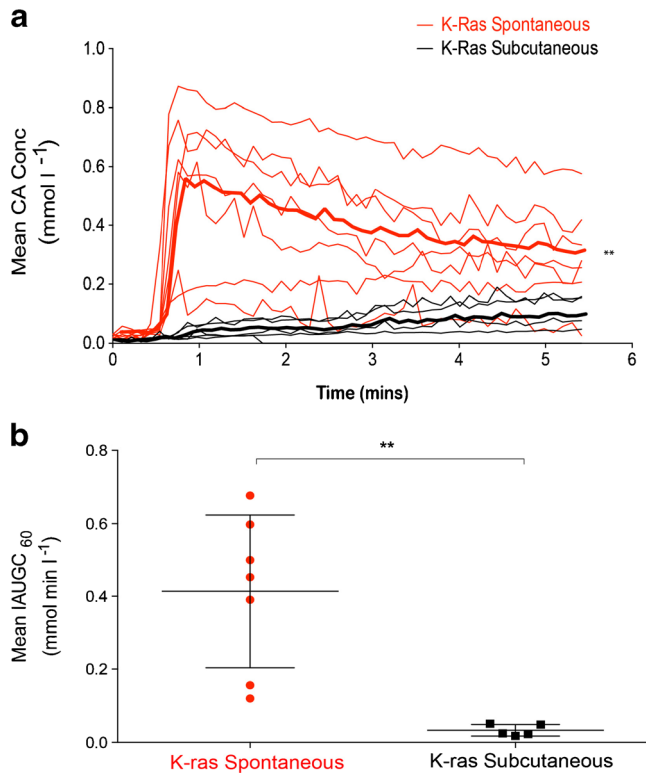 a
K-Ras Spontaneous
K-Ras Subcutaneous
1.0
0.8
0.6
0.4
0.2
0.0
Mean CA Conc
(mmol l -1)
**
0 1 2 3 4 5 6
Time (mins)
b
0.8
0.6
0.4
0.2
0.0
Mean IAUGC 60
(mmol min l-1)
**
K-ras Spontaneous K-ras Subcutaneous